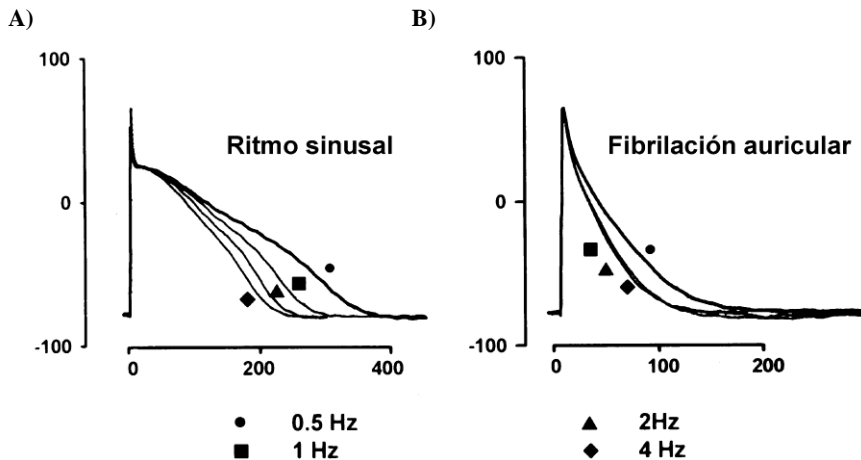 A)
B)
100
0
-100
Ritmo sinusal
0 200 400
100
0
-100
Fibrilación auricular
0 100 200
0.5 Hz
1 Hz
2Hz
4 Hz